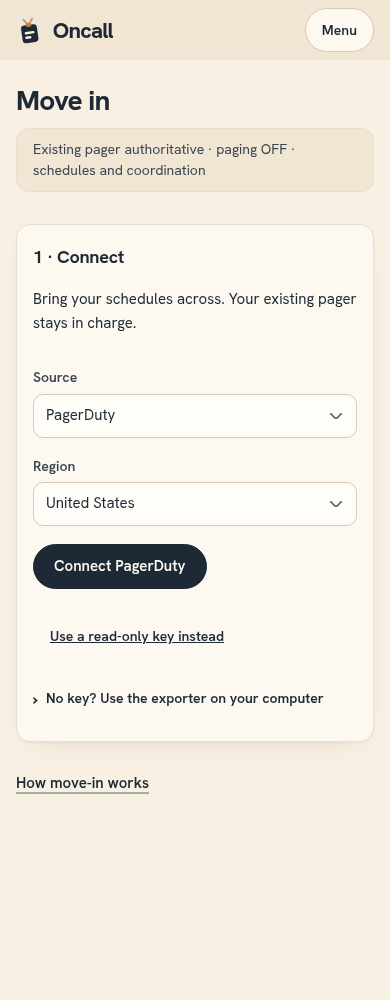 Oncall
Menu
Move in
Existing pager authoritative · paging OFF ·
schedules and coordination
1 · Connect
Bring your schedules across. Your existing pager
stays in charge.
Source
PagerDuty
Region
United States
Connect PagerDuty
Use a read-only key instead
No key? Use the exporter on your computer
How move-in works